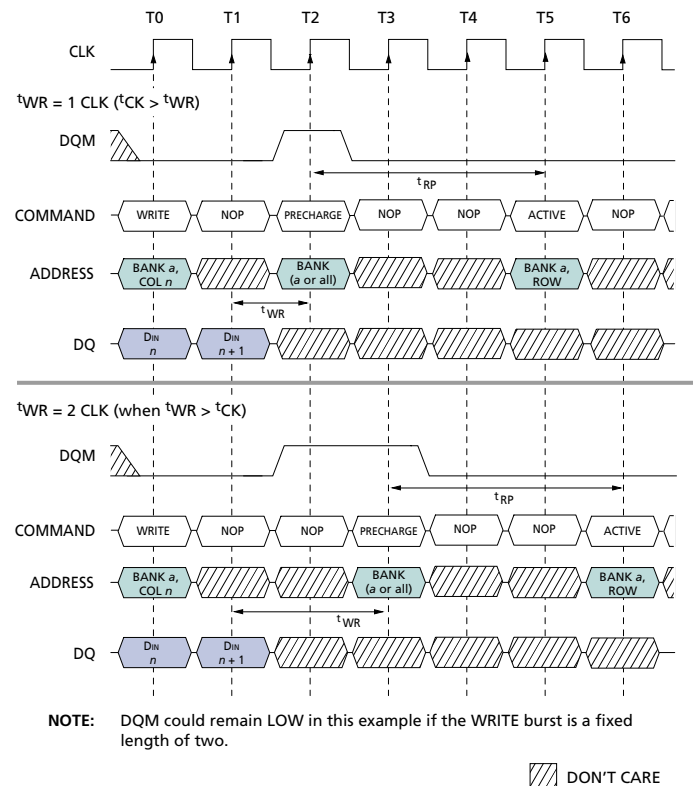 T0 T1 T2 T3 T4 T5 T6
CLK
tWR = 1 CLK (tCK > tWR)
DQM
tRP
COMMAND WRITE NOP PRECHARGE NOP NOP ACTIVE NOP
ADDRESS BANK a, COL n BANK (a or all) BANK a, ROW
tWR
DQ DIN n DIN n + 1
tWR = 2 CLK (when tWR > tCK)
DQM
tRP
COMMAND WRITE NOP NOP PRECHARGE NOP NOP ACTIVE
ADDRESS BANK a, COL n BANK (a or all) BANK a, ROW
tWR
DQ DIN n DIN n + 1
NOTE: DQM could remain LOW in this example if the WRITE burst is a fixed
length of two.
DON'T CARE